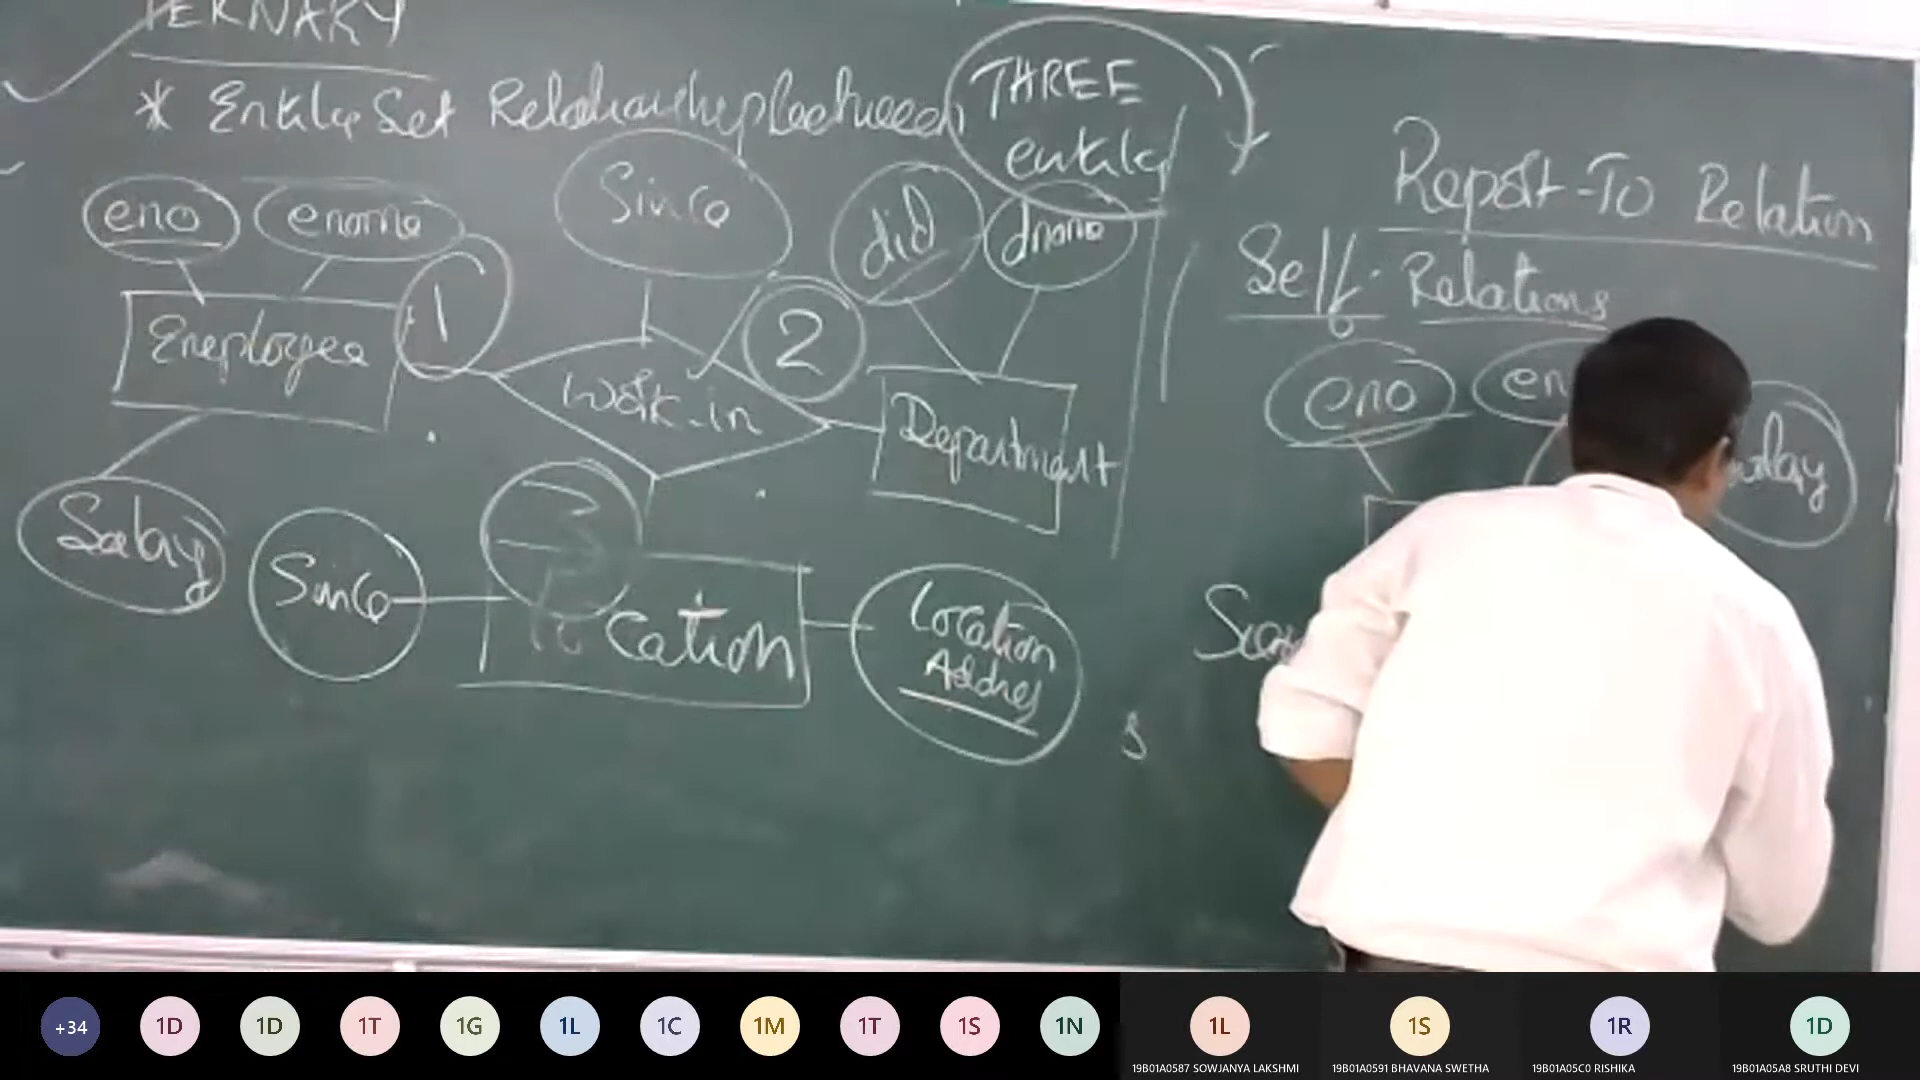 TERNARY
* Entity Set Relationship between THREE
entity
Report-To Relation
Self Relations
eno
ename
Since
did
dname
eno
en
Employee
1
work-in
2
Department
Salary
Since
3
Location
Location
Address
s
+34
1D
1D
1T
1G
1L
1C
1M
1T
1S
1N
1L
1S
1R
1D
19B01A0587 SOWJANYA LAKSHMI
19B01A0591 BHAVANA SWETHA
19B01A05C0 RISHIKA
19B01A05A8 SRUTHI DEVI